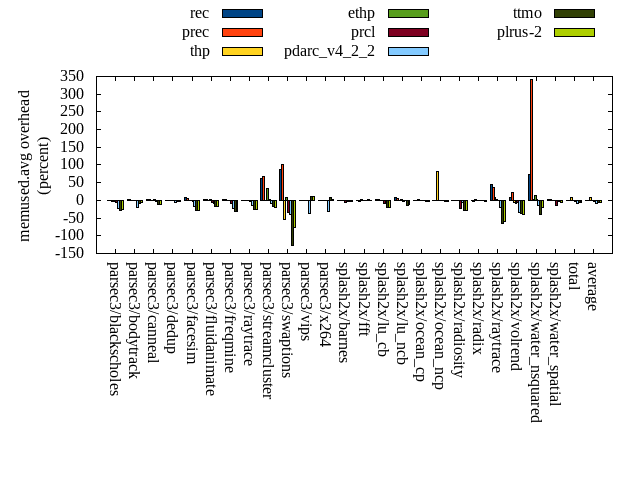 rec
prec
thp
ethp
prcl
pdarc_v4_2_2
ttmo
plrus-2
memused.avg overhead
(percent)
350
300
250
200
150
100
50
0
-50
-100
-150
parsec3/blackscholes
parsec3/bodytrack
parsec3/canneal
parsec3/dedup
parsec3/facesim
parsec3/fluidanimate
parsec3/freqmine
parsec3/raytrace
parsec3/streamcluster
parsec3/swaptions
parsec3/vips
parsec3/x264
splash2x/barnes
splash2x/fft
splash2x/lu_cb
splash2x/lu_ncb
splash2x/ocean_cp
splash2x/ocean_ncp
splash2x/radiosity
splash2x/radix
splash2x/raytrace
splash2x/volrend
splash2x/water_nsquared
splash2x/water_spatial
total
average